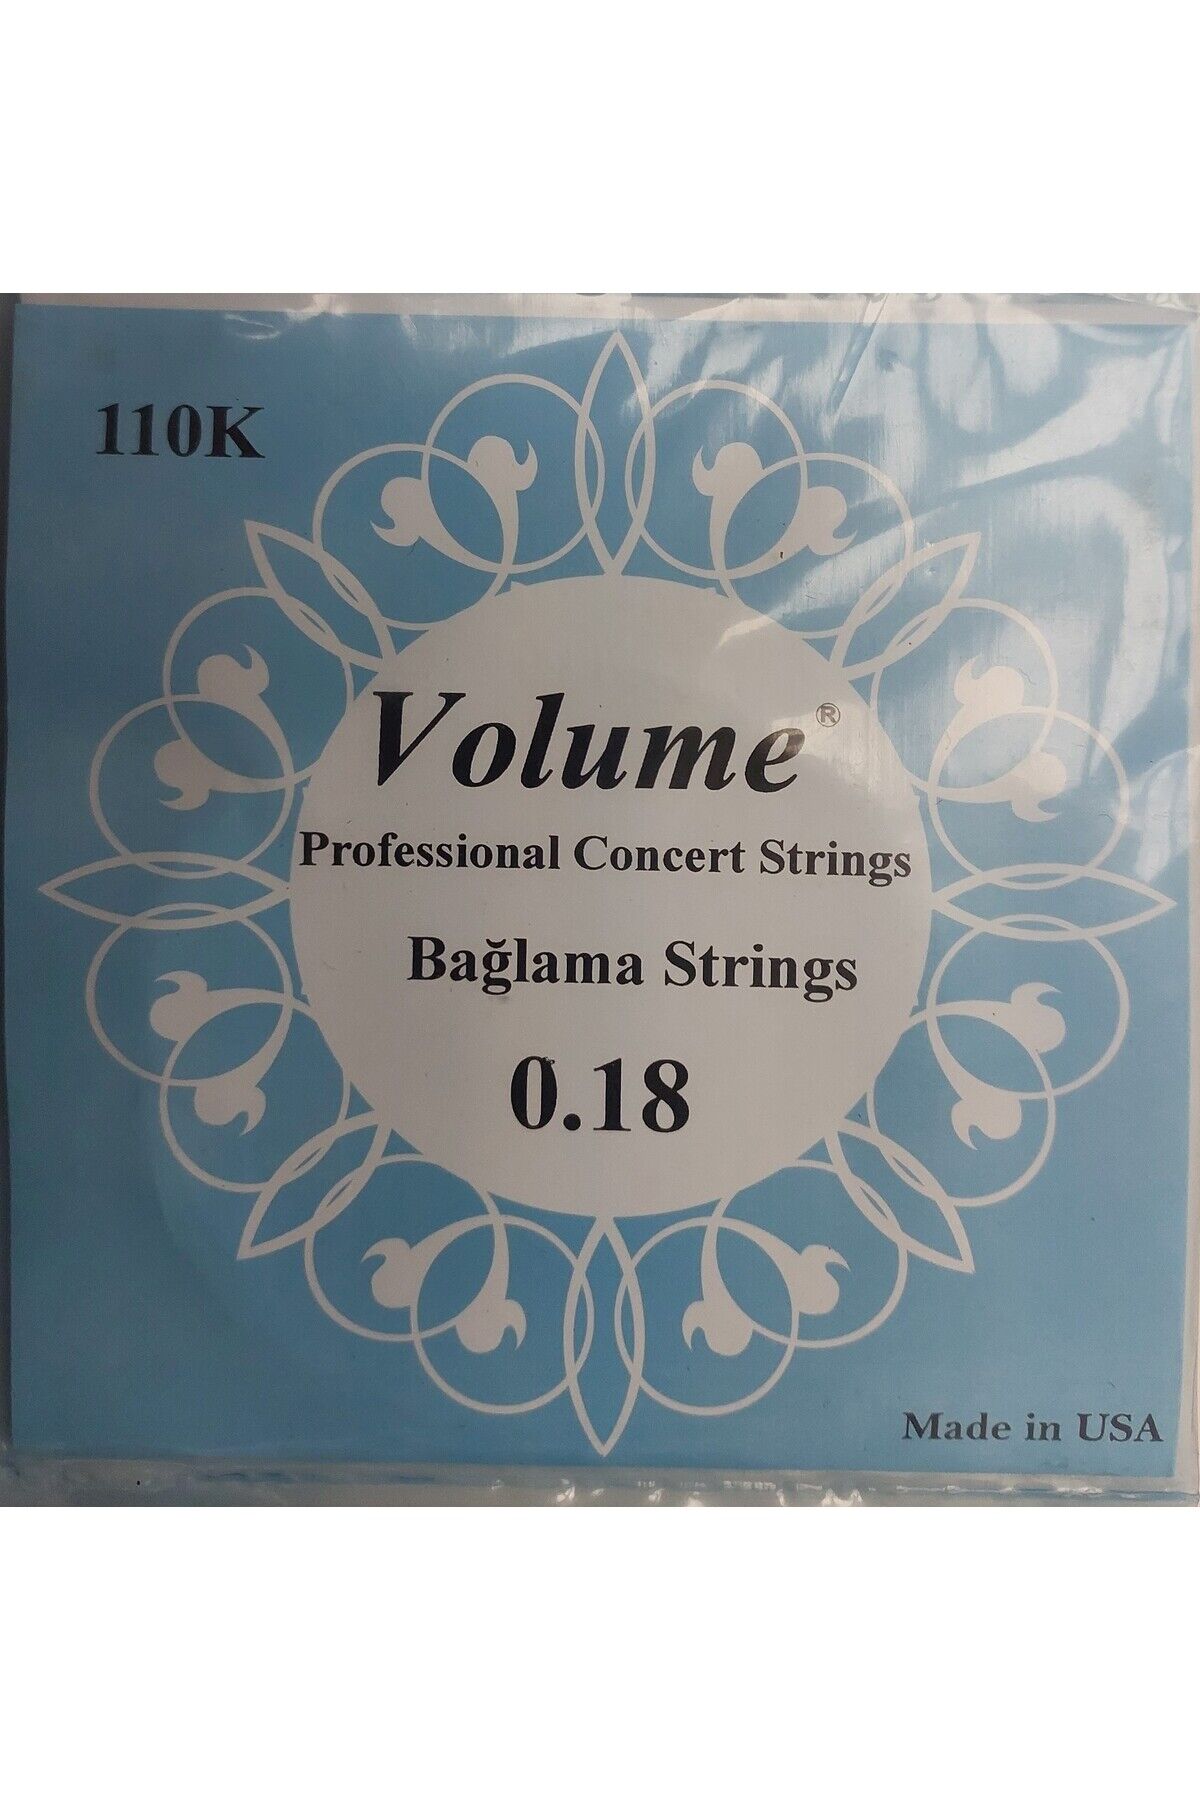 110K
Volume®
Professional Concert Strings
Bağlama Strings
0.18
Made in USA